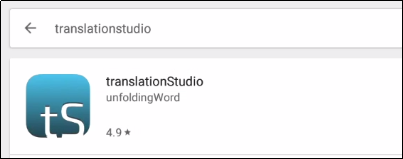 translationstudio
tS
translationStudio
unfoldingWord
4.9 ★